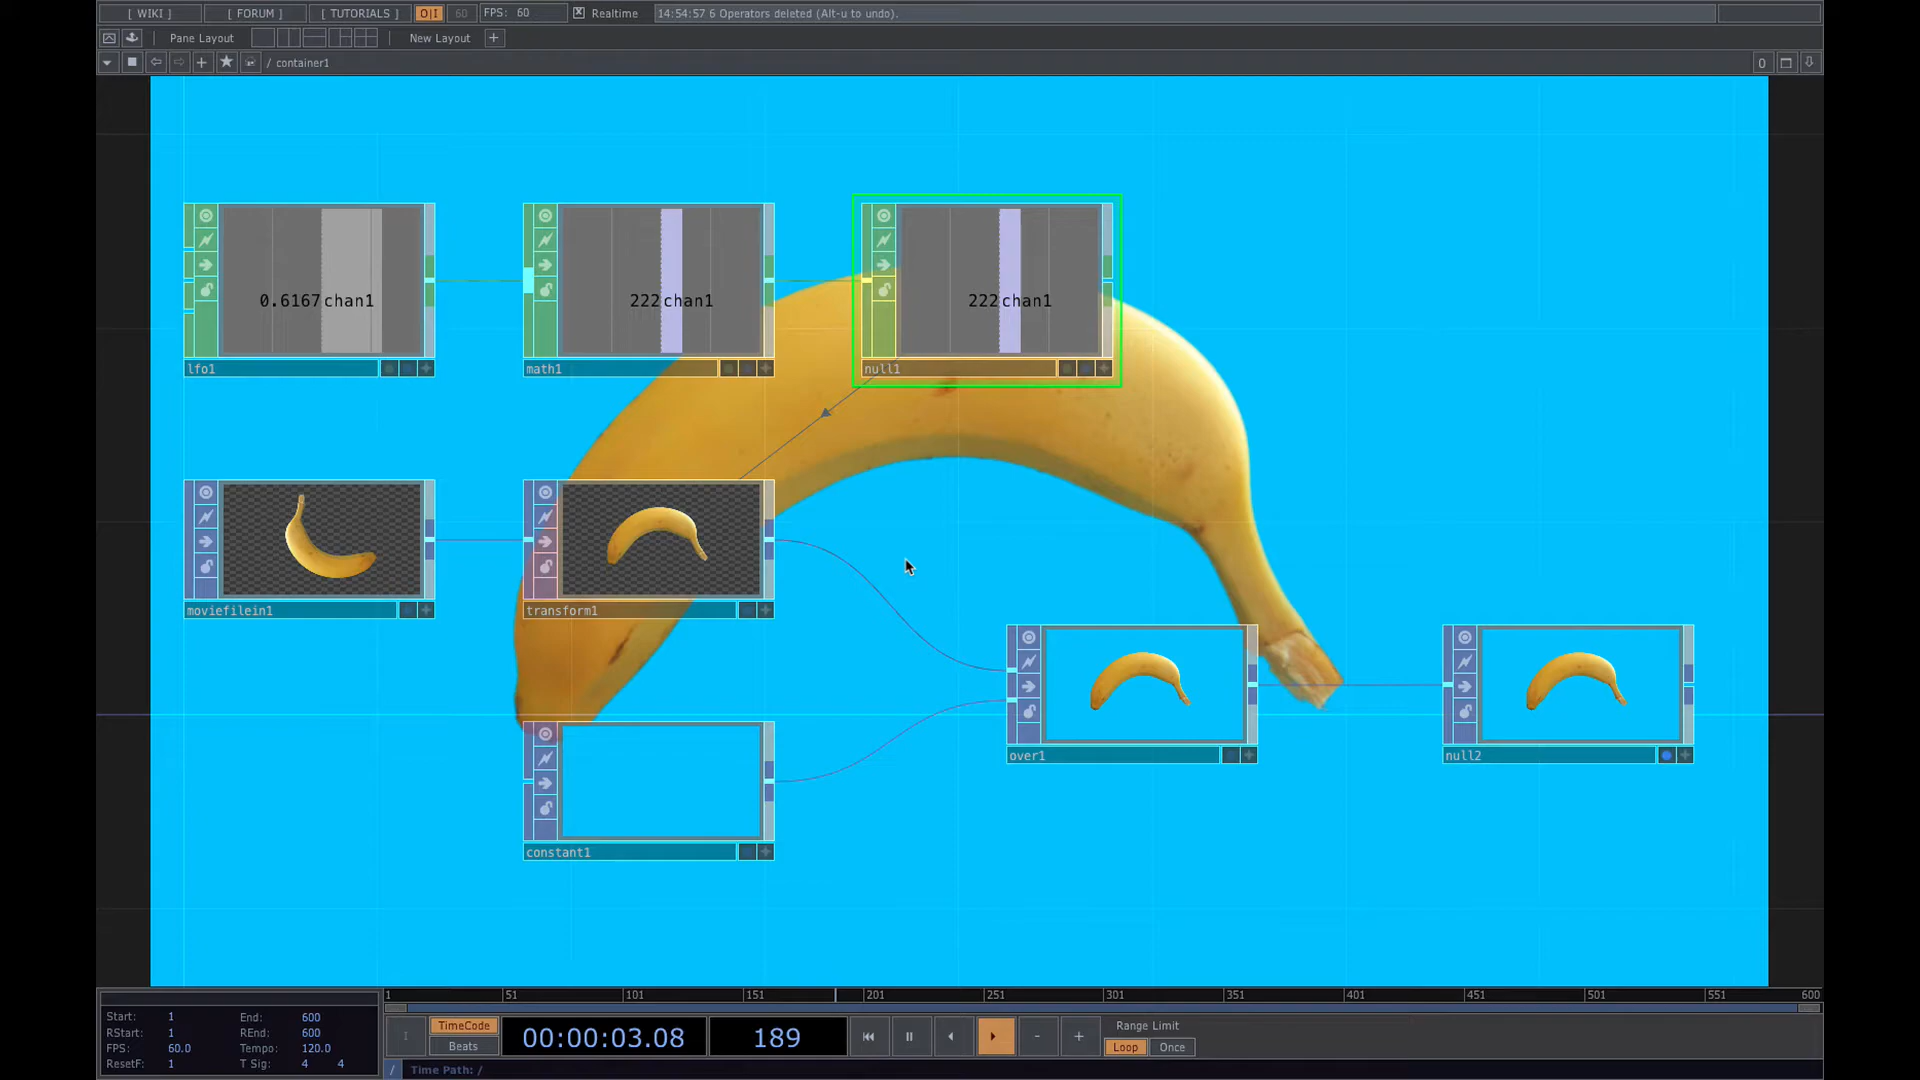 [ WIKI ] [ FORUM ] [ TUTORIALS ] O|I 60 FPS: 60 Realtime 14:54:57 6 Operators deleted (Alt-u to undo).
Pane Layout New Layout +
/ container1 0
0.6167 chan1
222 chan1
222 chan1
lfo1
math1
null1
moviefilein1
transform1
over1
null2
constant1
1 51 101 151 201 251 301 351 401 451 501 551 600
Start: 1 End: 600
RStart: 1 REnd: 600
FPS: 60.0 Tempo: 120.0
ResetF: 1 T Sig: 4 4
TimeCode
Beats
00:00:03.08
189
- +
Range Limit
Loop Once
/ Time Path: /